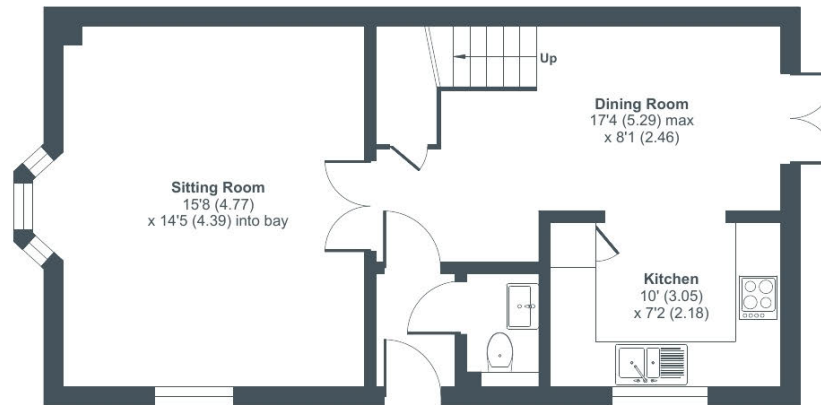 Up
Dining Room
17'4 (5.29) max
x 8'1 (2.46)
Sitting Room
15'8 (4.77)
x 14'5 (4.39) into bay
Kitchen
10' (3.05)
x 7'2 (2.18)